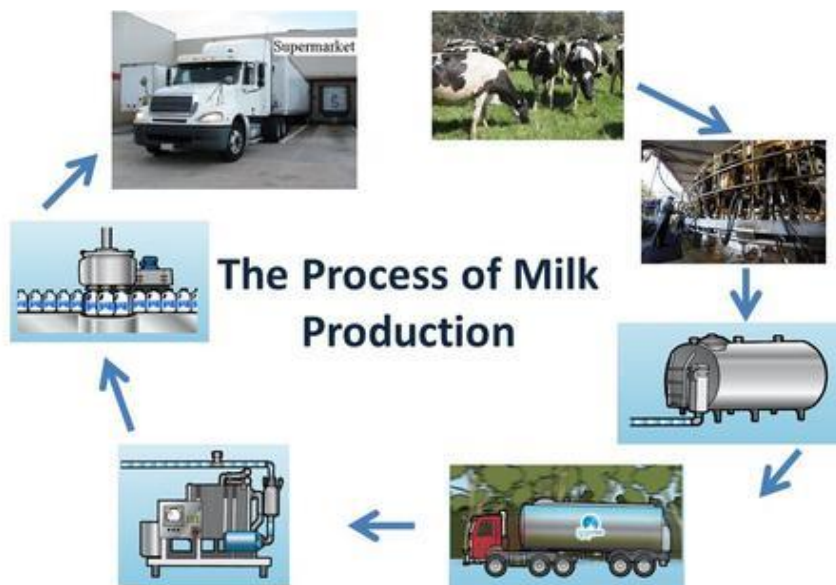 Supermarket
The Process of Milk
Production